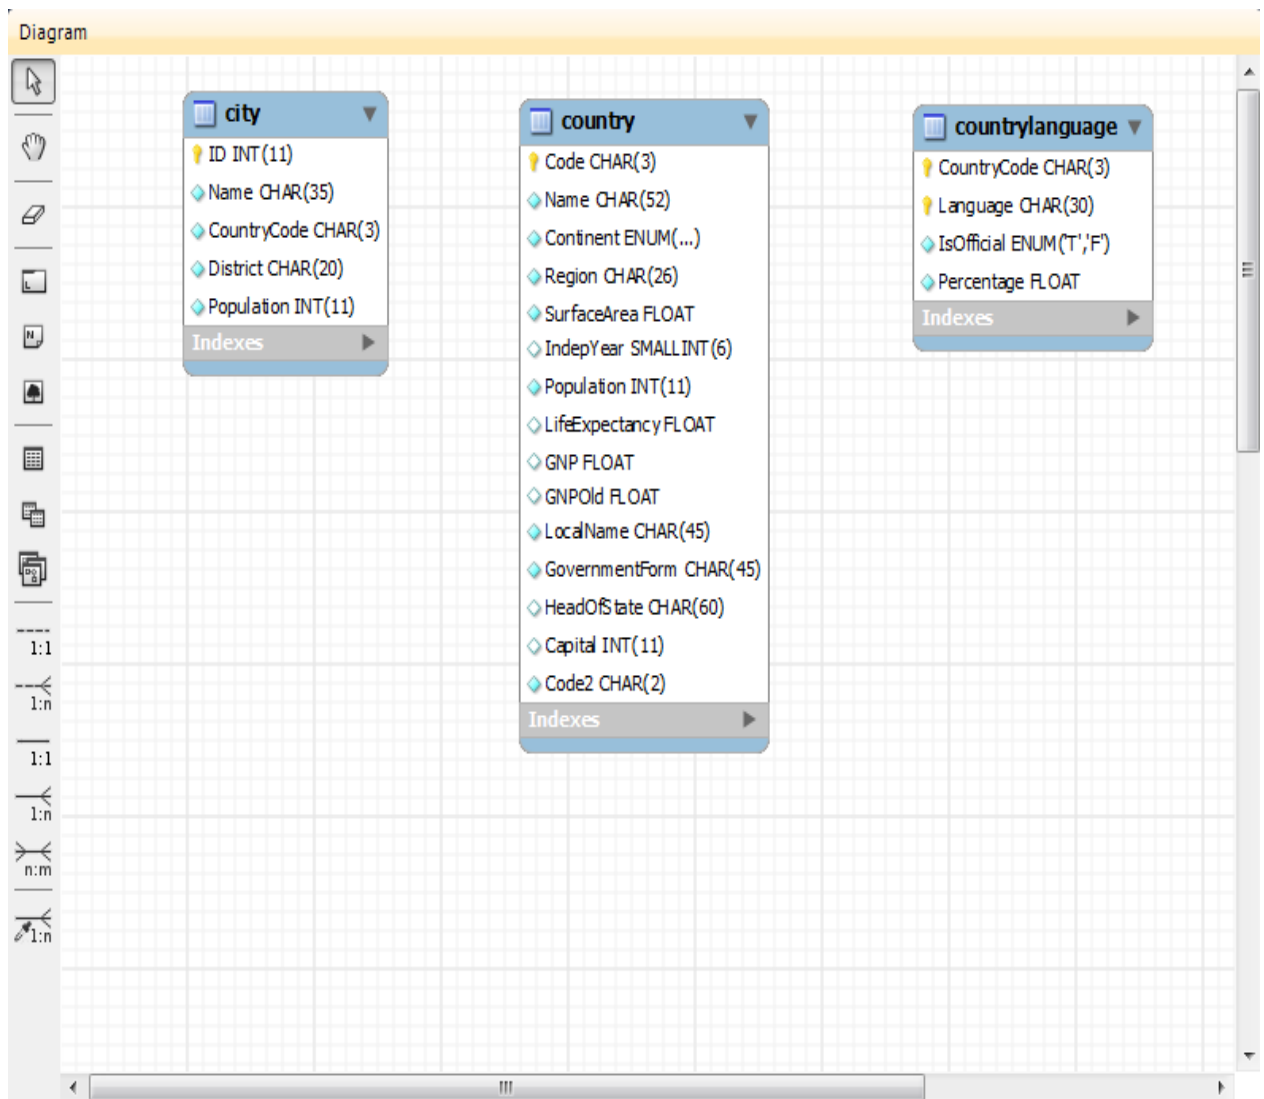 Diagram
city
ID INT(11)
Name CHAR(35)
CountryCode CHAR(3)
District CHAR(20)
Population INT(11)
Indexes
country
Code CHAR(3)
Name CHAR(52)
Continent ENUM(...)
Region CHAR(26)
SurfaceArea FLOAT
IndepYear SMALLINT(6)
Population INT(11)
LifeExpectancy FLOAT
GNP FLOAT
GNPOld FLOAT
LocalName CHAR(45)
GovernmentForm CHAR(45)
HeadOfState CHAR(60)
Capital INT(11)
Code2 CHAR(2)
Indexes
countrylanguage
CountryCode CHAR(3)
Language CHAR(30)
IsOfficial ENUM('T','F')
Percentage FLOAT
Indexes
1:1
1:n
1:1
1:n
n:m
1:n